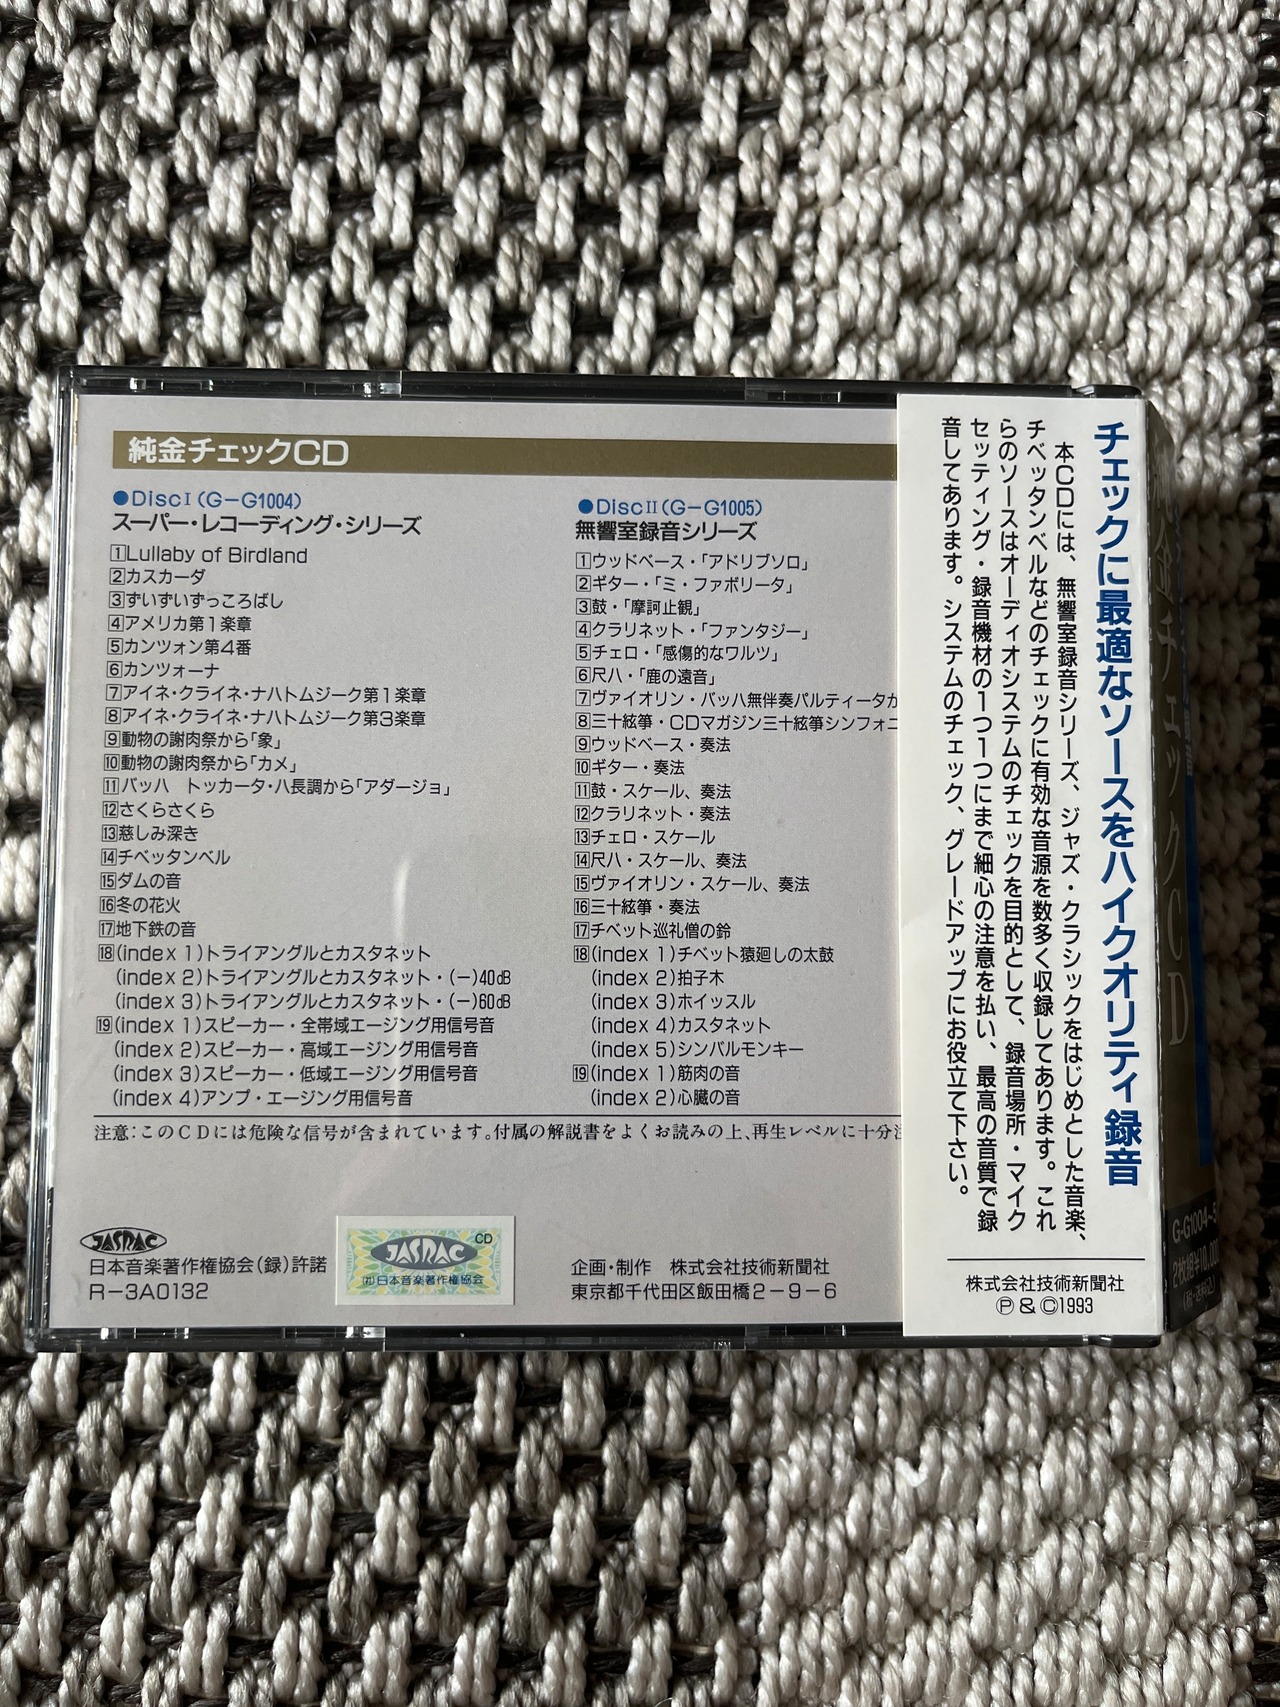 純金チェックCD
●Disc I (G-G1004)
スーパー・レコーディング・シリーズ
1 Lullaby of Birdland
2 カスカーダ
3 ずいずいずっころばし
4 アメリカ第1楽章
5 カンツォン第4番
6 カンツォーナ
7 アイネ・クライネ・ナハトムジーク第1楽章
8 アイネ・クライネ・ナハトムジーク第3楽章
9 動物の謝肉祭から「象」
10 動物の謝肉祭から「カメ」
11 バッハ　トッカータ・ハ長調から「アダージョ」
12 さくらさくら
13 慈しみ深き
14 チベッタンベル
15 ダムの音
16 冬の花火
17 地下鉄の音
18 (index 1)トライアングルとカスタネット
(index 2)トライアングルとカスタネット・(-)40dB
(index 3)トライアングルとカスタネット・(-)60dB
19 (index 1)スピーカー・全帯域エージング用信号音
(index 2)スピーカー・高域エージング用信号音
(index 3)スピーカー・低域エージング用信号音
(index 4)アンプ・エージング用信号音
●Disc II (G-G1005)
無響室録音シリーズ
1 ウッドベース・「アドリブソロ」
2 ギター・「ミ・ファボリータ」
3 鼓・「摩訶止観」
4 クラリネット・「ファンタジー」
5 チェロ・「感傷的なワルツ」
6 尺八・「鹿の遠音」
7 ヴァイオリン・バッハ無伴奏パルティータか
8 三十絃箏・CDマガジン三十絃箏シンフォニ
9 ウッドベース・奏法
10 ギター・奏法
11 鼓・スケール、奏法
12 クラリネット・奏法
13 チェロ・スケール
14 尺八・スケール、奏法
15 ヴァイオリン・スケール、奏法
16 三十絃箏・奏法
17 チベット巡礼僧の鈴
18 (index 1)チベット猿廻しの太鼓
(index 2)拍子木
(index 3)ホイッスル
(index 4)カスタネット
(index 5)シンバルモンキー
19 (index 1)筋肉の音
(index 2)心臓の音
注意：このCDには危険な信号が含まれています。付属の解説書をよくお読みの上、再生レベルに十分注
JASRAC
日本音楽著作権協会(録)許諾
R-3A0132
CD
JASRAC
(社)日本音楽著作権協会
企画・制作　株式会社技術新聞社
東京都千代田区飯田橋2-9-6
チェックに最適なソースをハイクオリティ録音
本CDには、無響室録音シリーズ、ジャズ・クラシックをはじめとした音楽、
チベッタンベルなどのチェックに有効な音源を数多く収録してあります。これ
らのソースはオーディオシステムのチェックを目的として、録音場所・マイク
セッティング・録音機材の1つ1つにまで細心の注意を払い、最高の音質で録
音してあります。システムのチェック、グレードアップにお役立て下さい。
株式会社技術新聞社
Ⓟ & Ⓒ1993
純金チェックCD
G-G1004~5
2枚組¥10,000